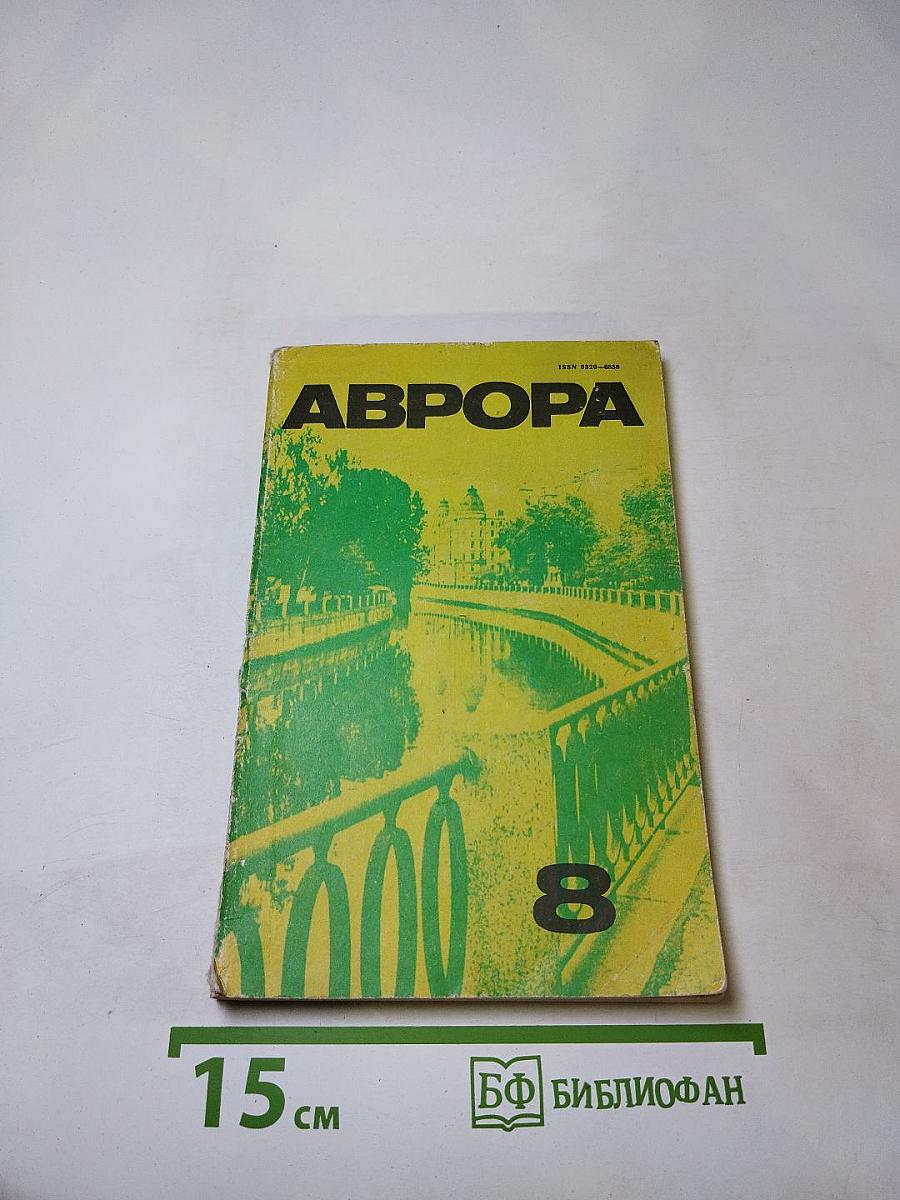 ISSN 0320—6858
АВРОРА
8
15 см
БФ БИБЛИОФАН